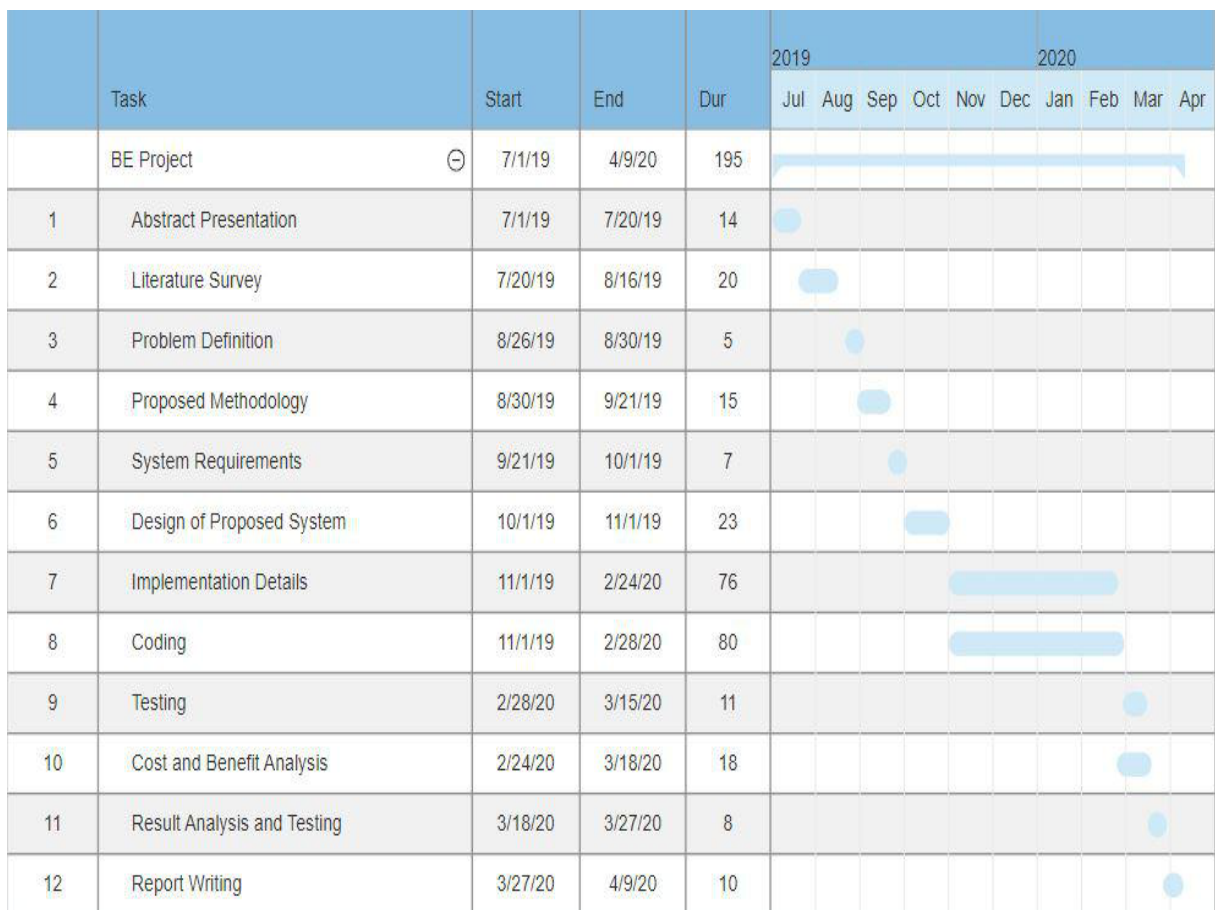 2019 2020
Task Start End Dur Jul Aug Sep Oct Nov Dec Jan Feb Mar Apr
BE Project 7/1/19 4/9/20 195
1 Abstract Presentation 7/1/19 7/20/19 14
2 Literature Survey 7/20/19 8/16/19 20
3 Problem Definition 8/26/19 8/30/19 5
4 Proposed Methodology 8/30/19 9/21/19 15
5 System Requirements 9/21/19 10/1/19 7
6 Design of Proposed System 10/1/19 11/1/19 23
7 Implementation Details 11/1/19 2/24/20 76
8 Coding 11/1/19 2/28/20 80
9 Testing 2/28/20 3/15/20 11
10 Cost and Benefit Analysis 2/24/20 3/18/20 18
11 Result Analysis and Testing 3/18/20 3/27/20 8
12 Report Writing 3/27/20 4/9/20 10